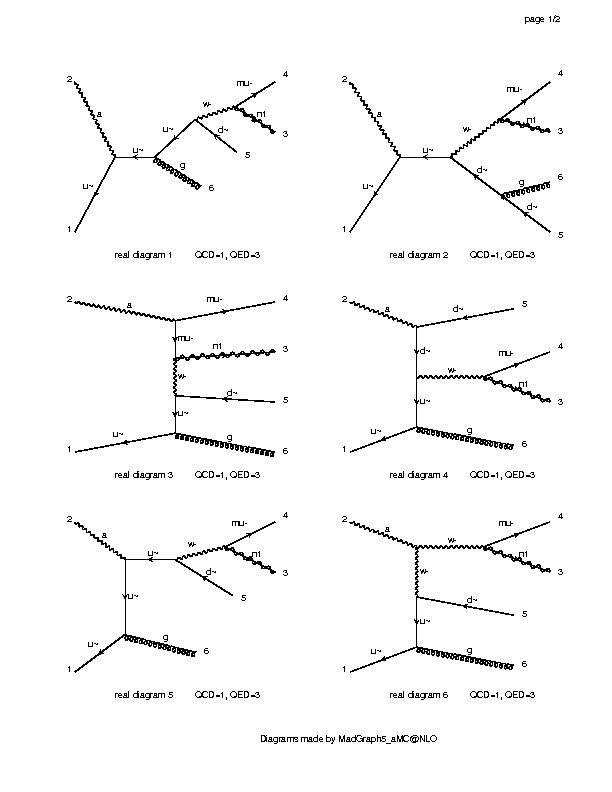 page 1/2
2 a mu- 4
w- n1 3
u~ d~ 5
u~ g 6
u~ 1
real diagram 1 QCD=1, QED=3
2 a mu- 4
w- n1 3
u~ g 6
u~ d~ d~
1 5
real diagram 2 QCD=1, QED=3
2 a mu- 4
mu-
n1 3
w-
d~ 5
u~
u~ g
1 6
real diagram 3 QCD=1, QED=3
2 a d~ 5
d~
w- mu- 4
n1 3
u~
u~ g
1 6
real diagram 4 QCD=1, QED=3
2 a mu- 4
u~ w- n1 3
d~ 5
u~
u~ g 6
1
real diagram 5 QCD=1, QED=3
2 a mu- 4
w- n1 3
w-
d~ 5
u~
u~ g 6
1
real diagram 6 QCD=1, QED=3
Diagrams made by MadGraph5_aMC@NLO